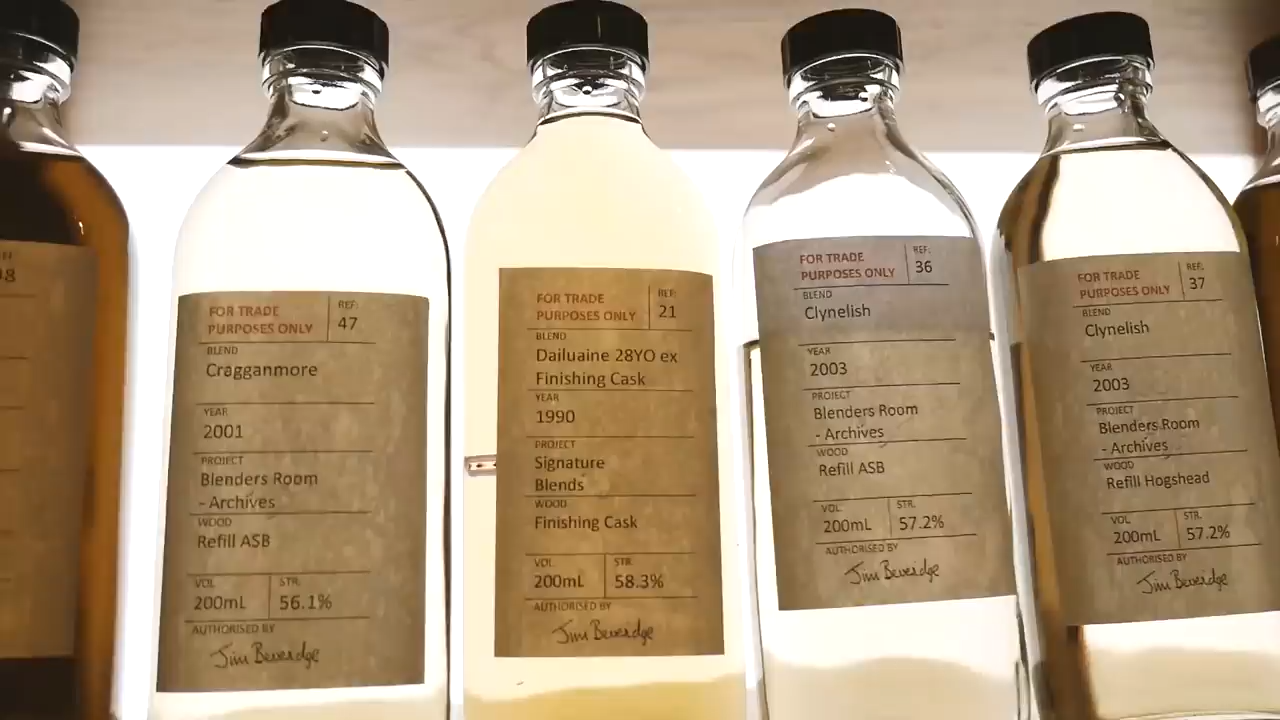 FOR TRADE
PURPOSES ONLY
REF:
47
BLEND
Cragganmore
YEAR
2001
PROJECT
Blenders Room
- Archives
WOOD
Refill ASB
VOL
200mL
STR.
56.1%
AUTHORISED BY
Jim Beveridge
FOR TRADE
PURPOSES ONLY
REF:
21
BLEND
Dailuaine 28YO ex
Finishing Cask
YEAR
1990
PROJECT
Signature
Blends
WOOD
Finishing Cask
VOL.
200mL
STR.
58.3%
AUTHORISED BY
Jim Beveridge
FOR TRADE
PURPOSES ONLY
REF:
36
BLEND
Clynelish
YEAR
2003
PROJECT
Blenders Room
- Archives
WOOD
Refill ASB
VOL.
200mL
STR.
57.2%
AUTHORISED BY
Jim Beveridge
FOR TRADE
PURPOSES ONLY
REF:
37
BLEND
Clynelish
YEAR
2003
PROJECT
Blenders Room
- Archives
WOOD
Refill Hogshead
VOL
200mL
STR.
57.2%
AUTHORISED BY
Jim Beveridge